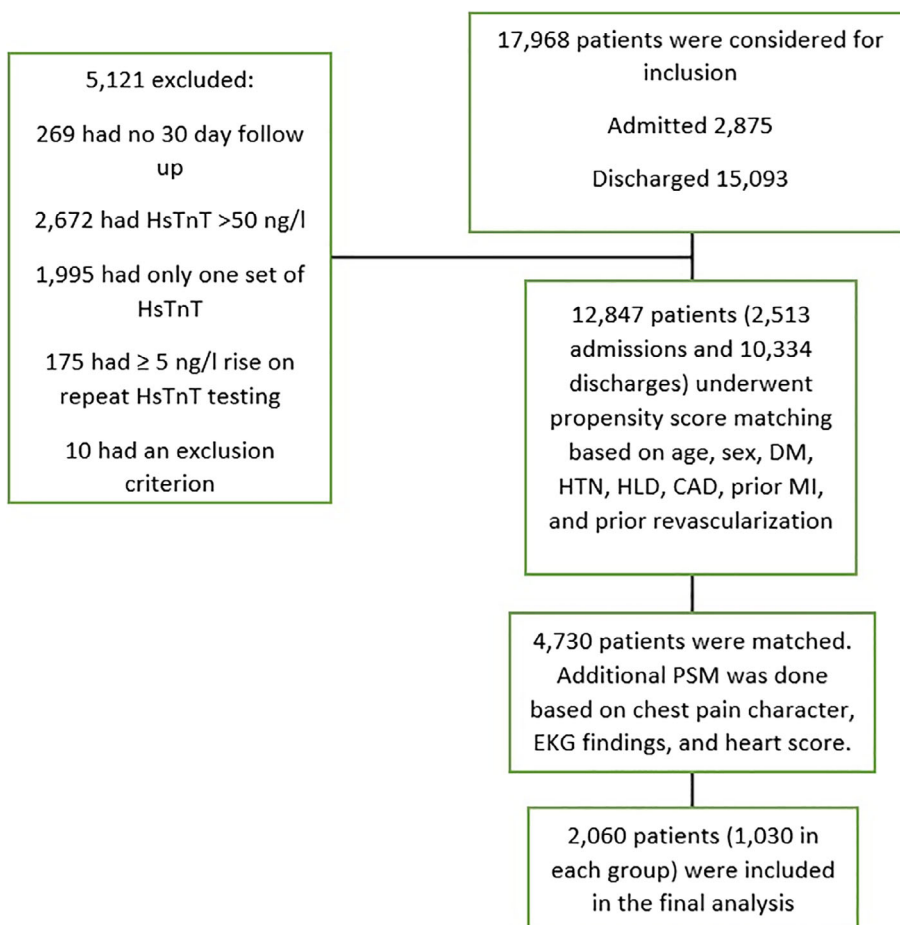 17,968 patients were considered for
inclusion
Admitted 2,875
Discharged 15,093
5,121 excluded:
269 had no 30 day follow
up
2,672 had HsTnT >50 ng/l
1,995 had only one set of
HsTnT
175 had ≥ 5 ng/l rise on
repeat HsTnT testing
10 had an exclusion
criterion
12,847 patients (2,513
admissions and 10,334
discharges) underwent
propensity score matching
based on age, sex, DM,
HTN, HLD, CAD, prior MI,
and prior revascularization
4,730 patients were matched.
Additional PSM was done
based on chest pain character,
EKG findings, and heart score.
2,060 patients (1,030 in
each group) were included
in the final analysis